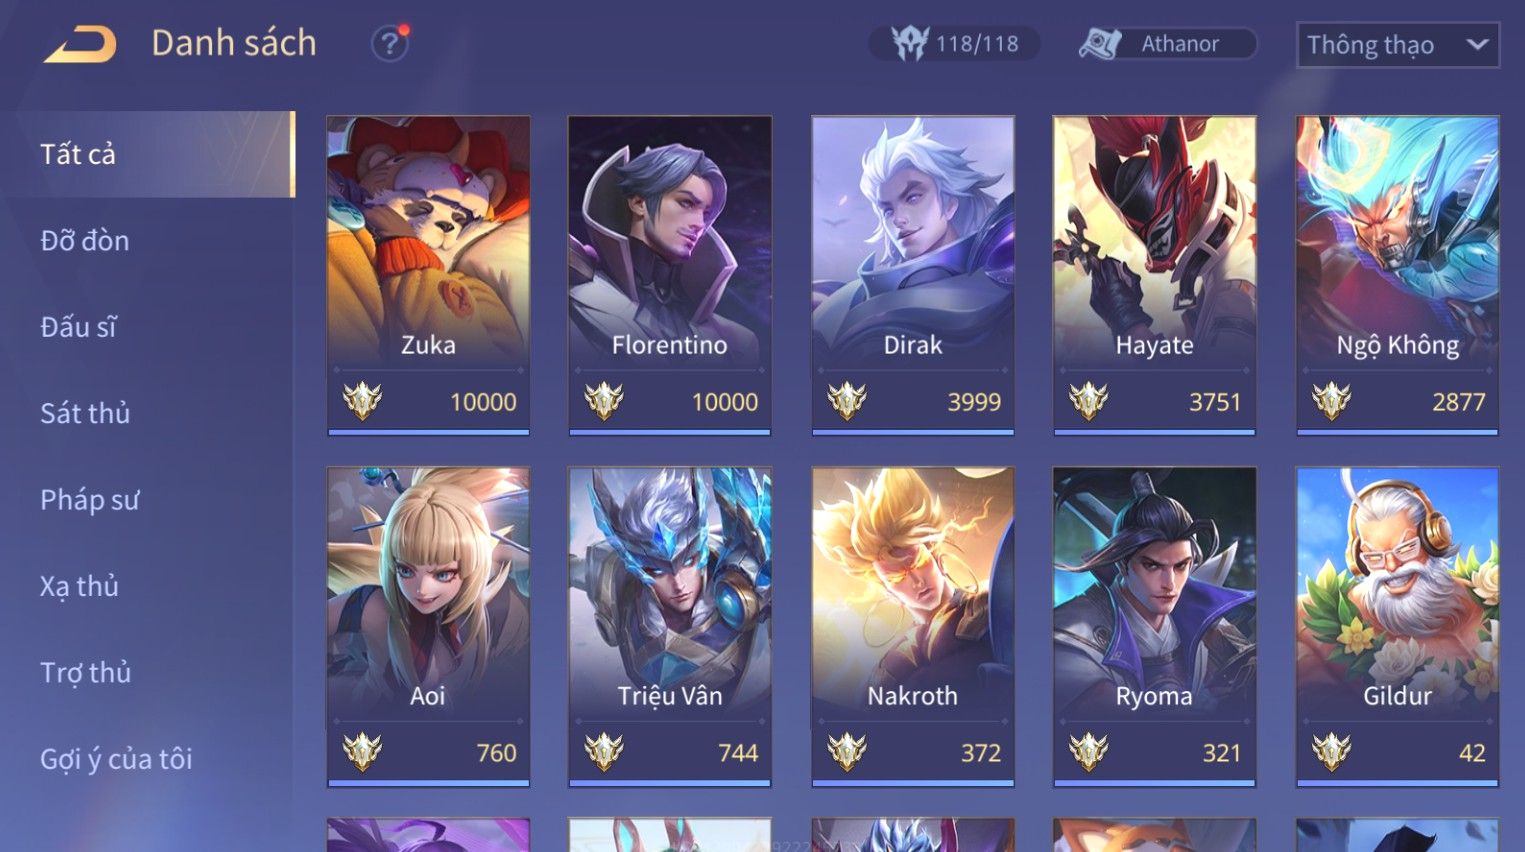 Danh sách
?
118/118
Athanor
Thông thạo
Tất cả
Đỡ đòn
Đấu sĩ
Sát thủ
Pháp sư
Xạ thủ
Trợ thủ
Gợi ý của tôi
Zuka
10000
Florentino
10000
Dirak
3999
Hayate
3751
Ngộ Không
2877
Aoi
760
Triệu Vân
744
Nakroth
372
Ryoma
321
Gildur
42